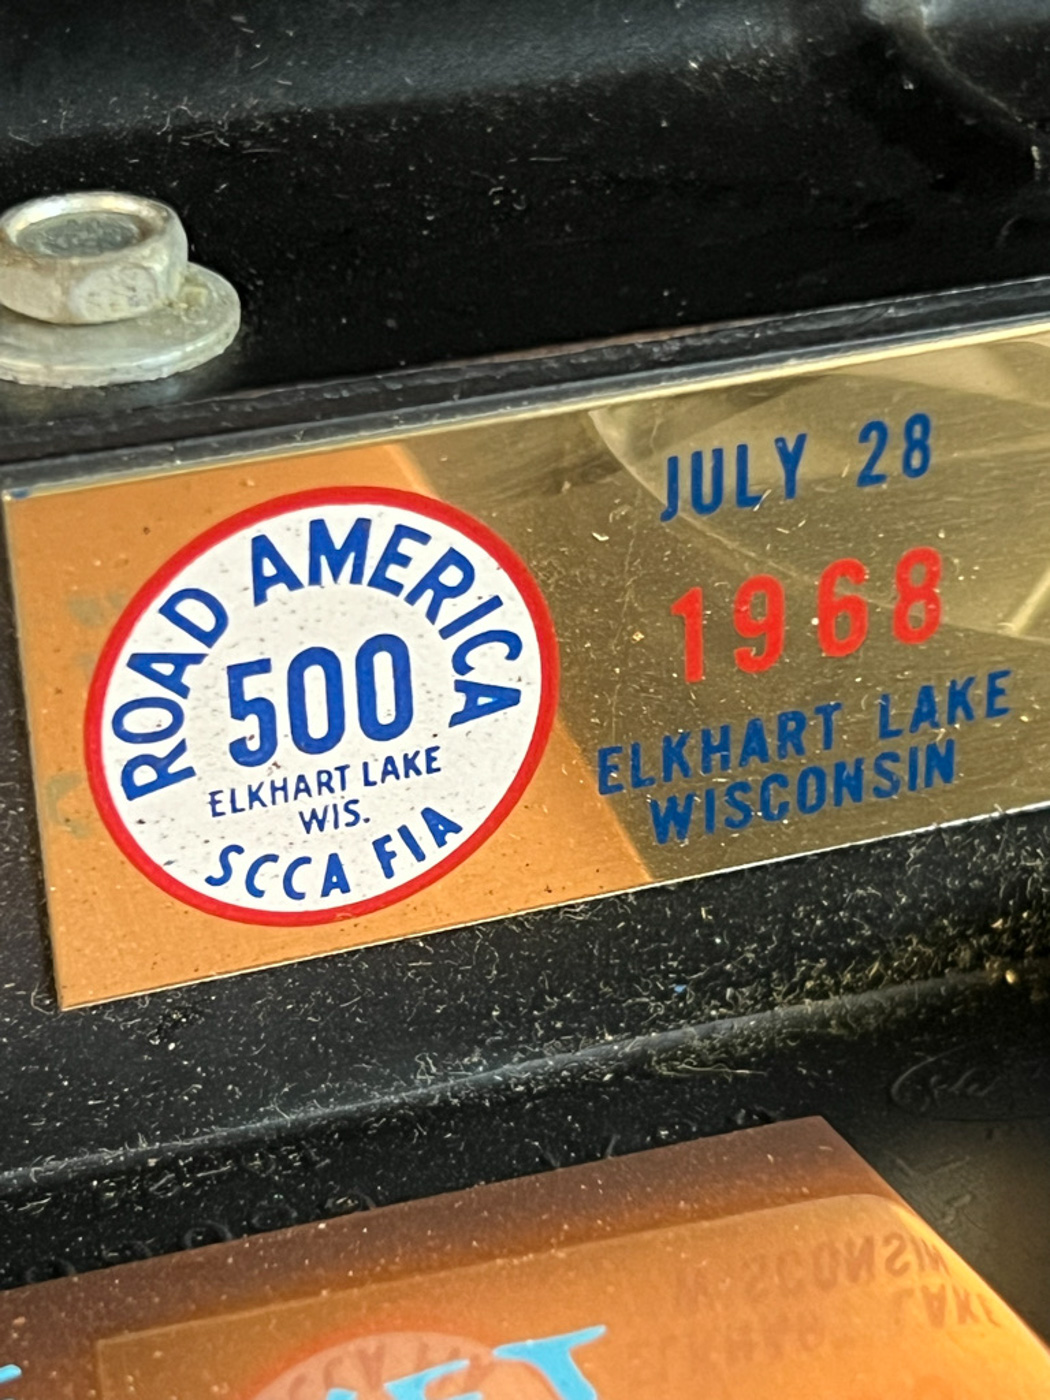 ROAD AMERICA
500
ELKHART LAKE
WIS.
SCCA FIA
JULY 28
1968
ELKHART LAKE
WISCONSIN